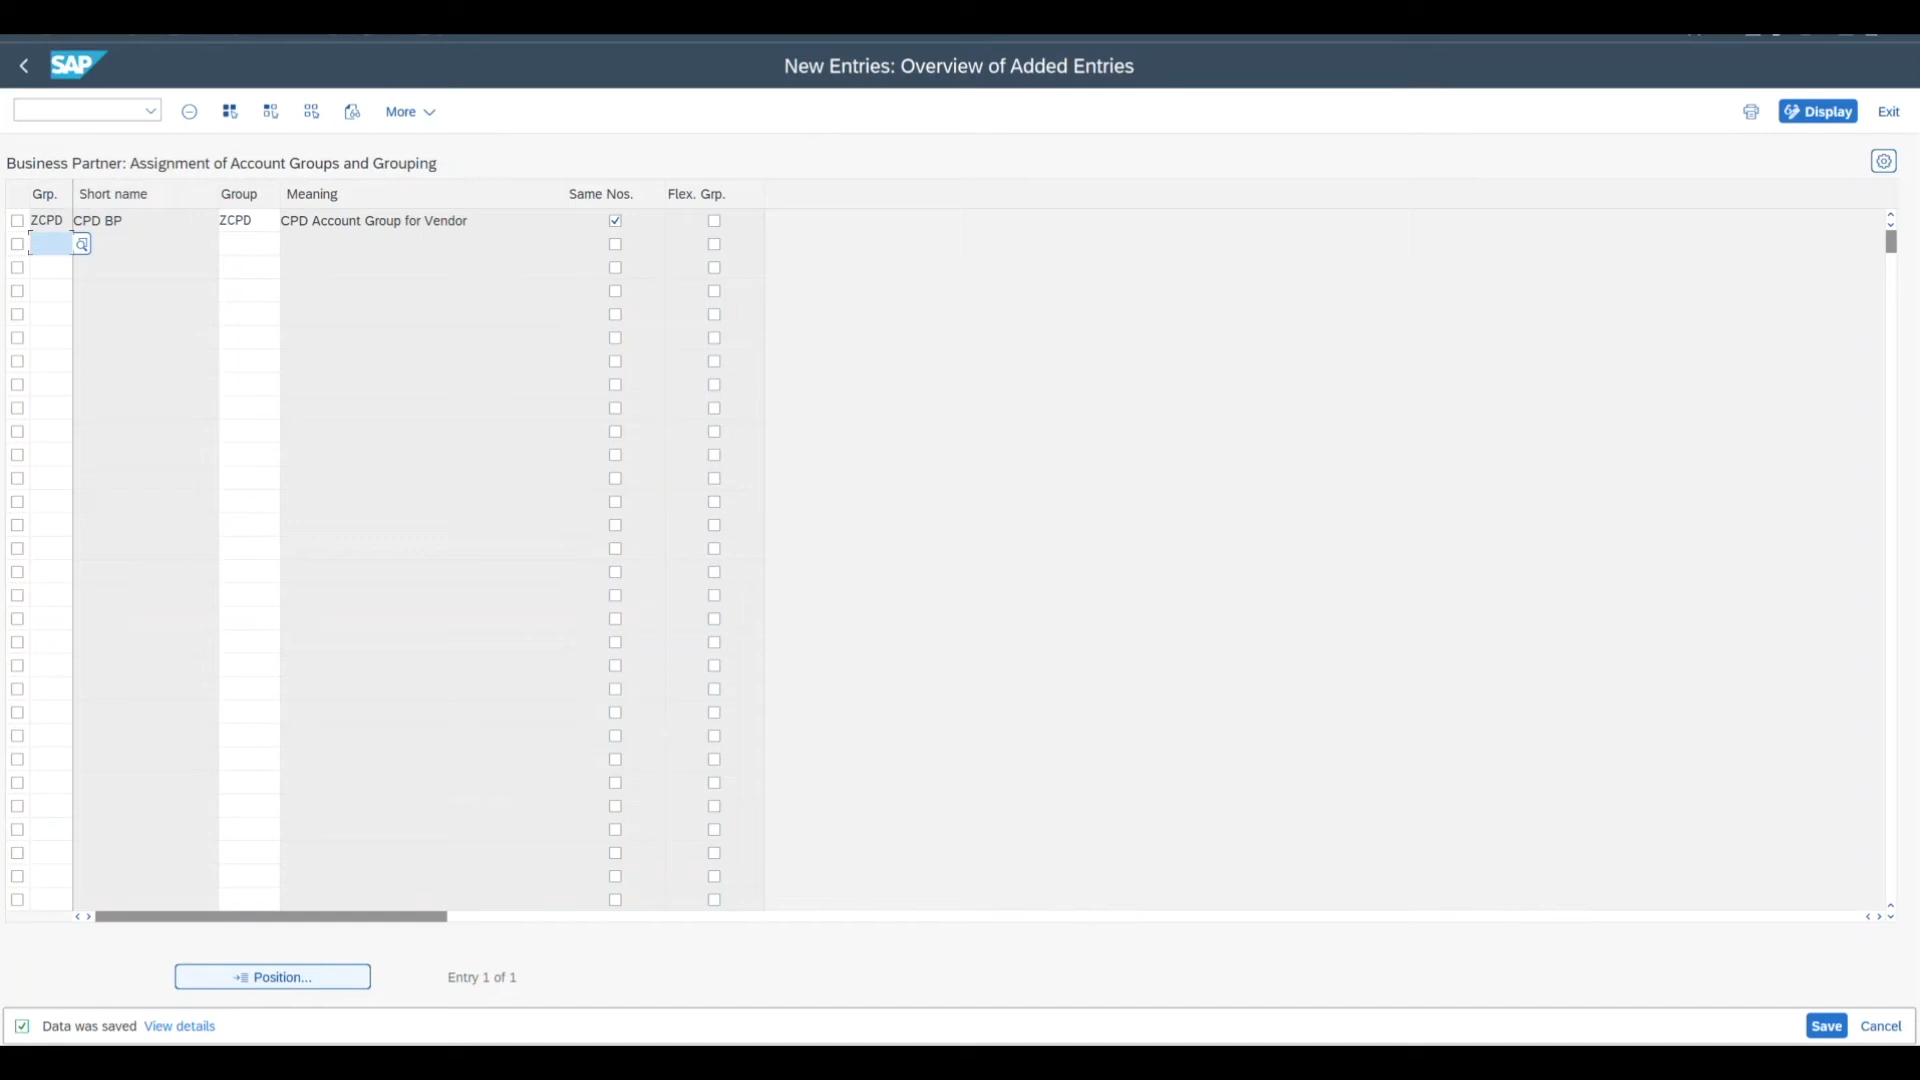 SAP
New Entries: Overview of Added Entries
More
Display
Exit
Business Partner: Assignment of Account Groups and Grouping
Grp. Short name Group Meaning Same Nos. Flex. Grp.
ZCPD CPD BP ZCPD CPD Account Group for Vendor
Position...
Entry 1 of 1
Data was saved View details
Save Cancel